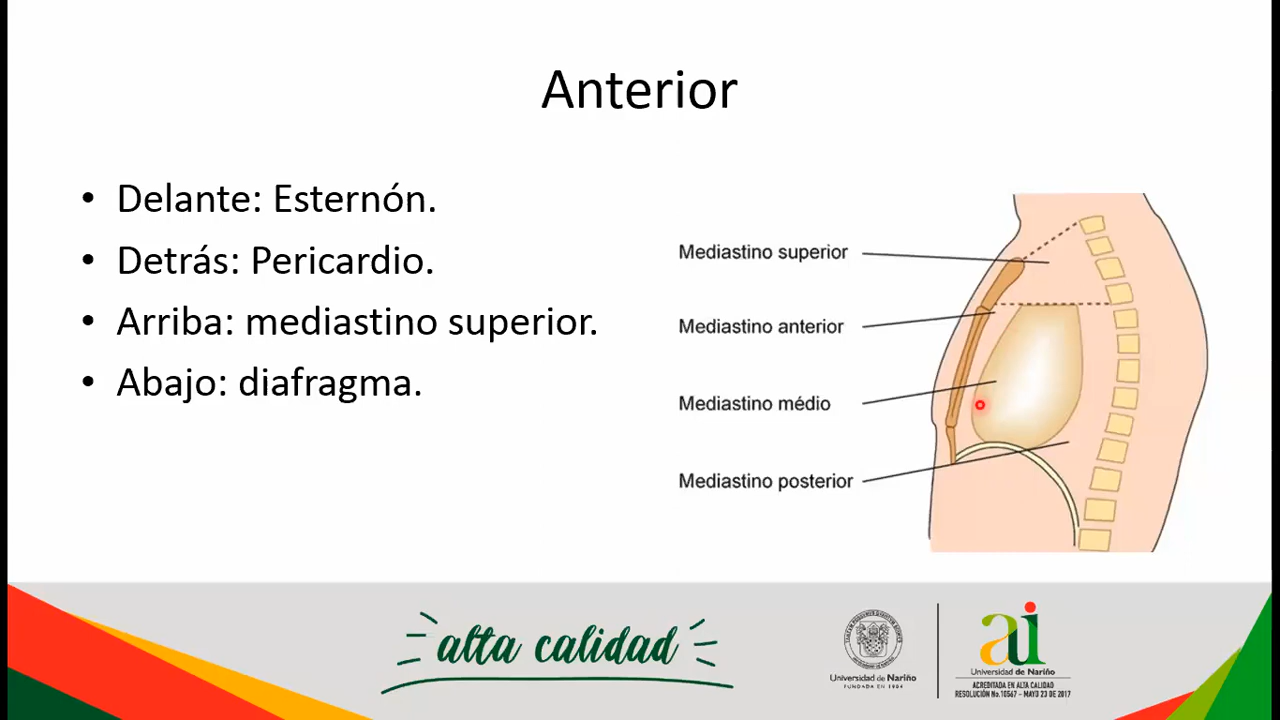 Anterior
• Delante: Esternón.
• Detrás: Pericardio.
• Arriba: mediastino superior.
• Abajo: diafragma.
Mediastino superior
Mediastino anterior
Mediastino médio
Mediastino posterior
alta calidad
Universidad de Nariño
FUNDADA EN 1904
ai
Universidad de Nariño
ACREDITADA EN ALTA CALIDAD
RESOLUCIÓN No.10567 - MAYO 23 DE 2017